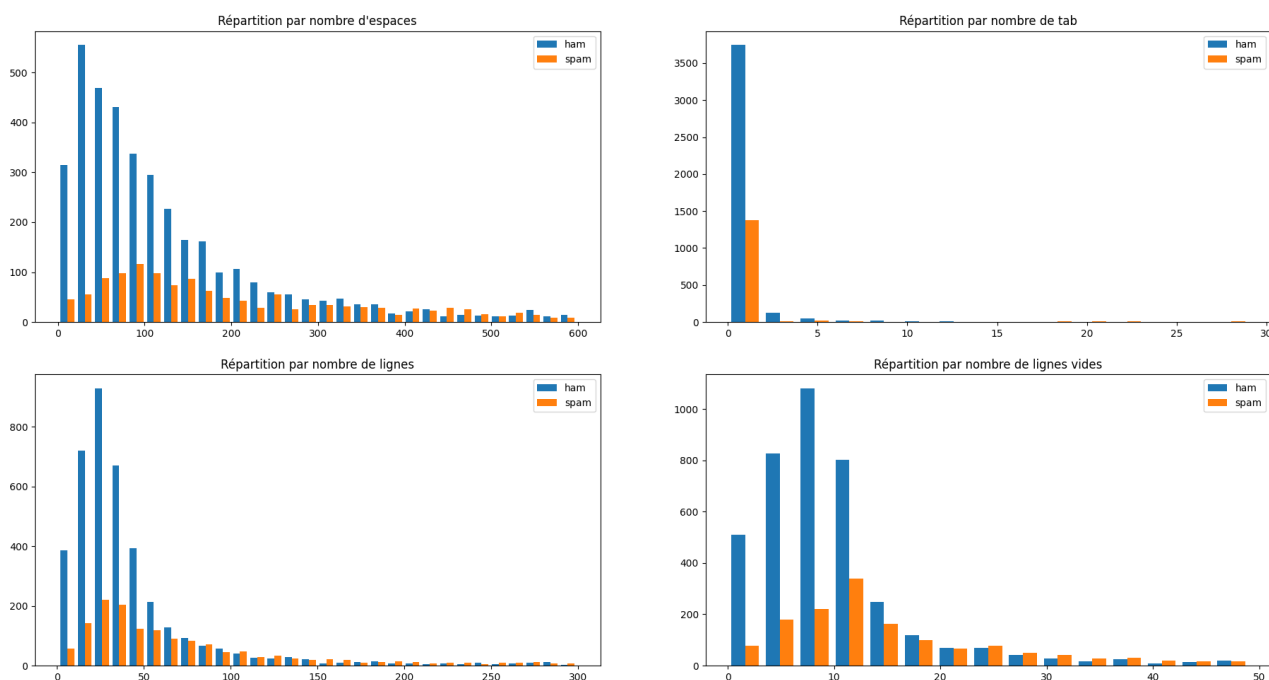 Répartition par nombre d'espaces
ham
spam
500
400
300
200
100
0
0 100 200 300 400 500 600
Répartition par nombre de tab
ham
spam
3500
3000
2500
2000
1500
1000
500
0
0 5 10 15 20 25 30
Répartition par nombre de lignes
ham
spam
800
600
400
200
0
0 50 100 150 200 250 300
Répartition par nombre de lignes vides
ham
spam
1000
800
600
400
200
0
0 10 20 30 40 50